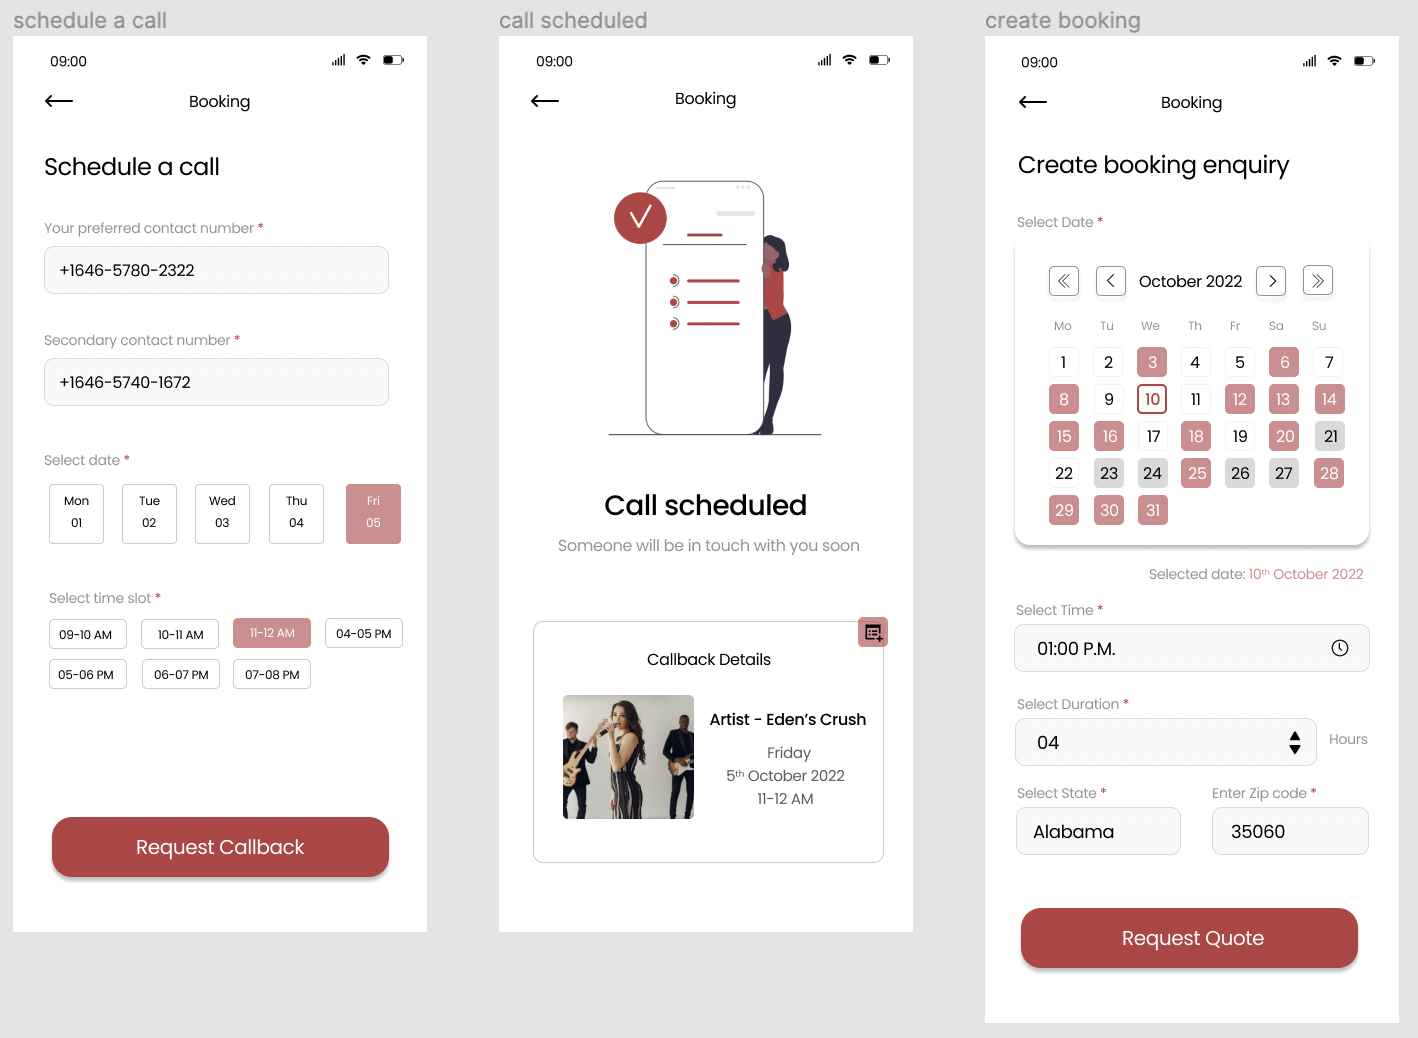 schedule a call
09:00
Booking
Schedule a call
Your preferred contact number *
+1646-5780-2322
Secondary contact number *
+1646-5740-1672
Select date *
Mon Tue Wed Thu Fri
01 02 03 04 05
Select time slot *
09-10 AM 10-11 AM 11-12 AM 04-05 PM
05-06 PM 06-07 PM 07-08 PM
Request Callback
call scheduled
09:00
Booking
Call scheduled
Someone will be in touch with you soon
Callback Details
Artist - Eden's Crush
Friday
5th October 2022
11-12 AM
create booking
09:00
Booking
Create booking enquiry
Select Date *
October 2022
Mo Tu We Th Fr Sa Su
1 2 3 4 5 6 7
8 9 10 11 12 13 14
15 16 17 18 19 20 21
22 23 24 25 26 27 28
29 30 31
Selected date: 10th October 2022
Select Time *
01:00 P.M.
Select Duration *
04 Hours
Select State * Enter Zip code *
Alabama 35060
Request Quote